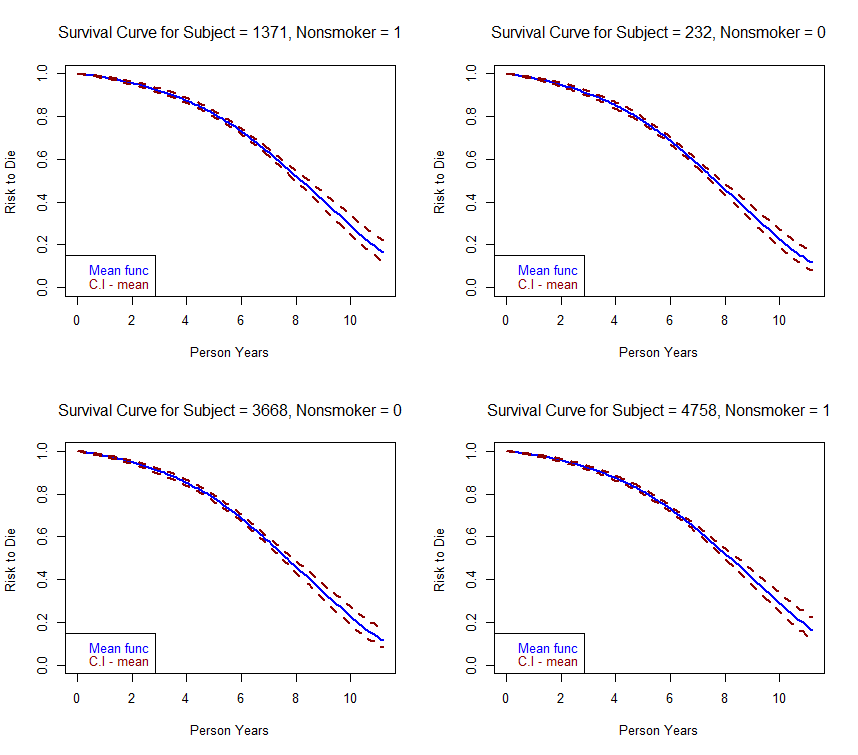 Survival Curve for Subject = 1371, Nonsmoker = 1
Risk to Die
1.0
0.8
0.6
0.4
0.2
0.0
Mean func
C.I - mean
0 2 4 6 8 10
Person Years
Survival Curve for Subject = 232, Nonsmoker = 0
Risk to Die
1.0
0.8
0.6
0.4
0.2
0.0
Mean func
C.I - mean
0 2 4 6 8 10
Person Years
Survival Curve for Subject = 3668, Nonsmoker = 0
Risk to Die
1.0
0.8
0.6
0.4
0.2
0.0
Mean func
C.I - mean
0 2 4 6 8 10
Person Years
Survival Curve for Subject = 4758, Nonsmoker = 1
Risk to Die
1.0
0.8
0.6
0.4
0.2
0.0
Mean func
C.I - mean
0 2 4 6 8 10
Person Years